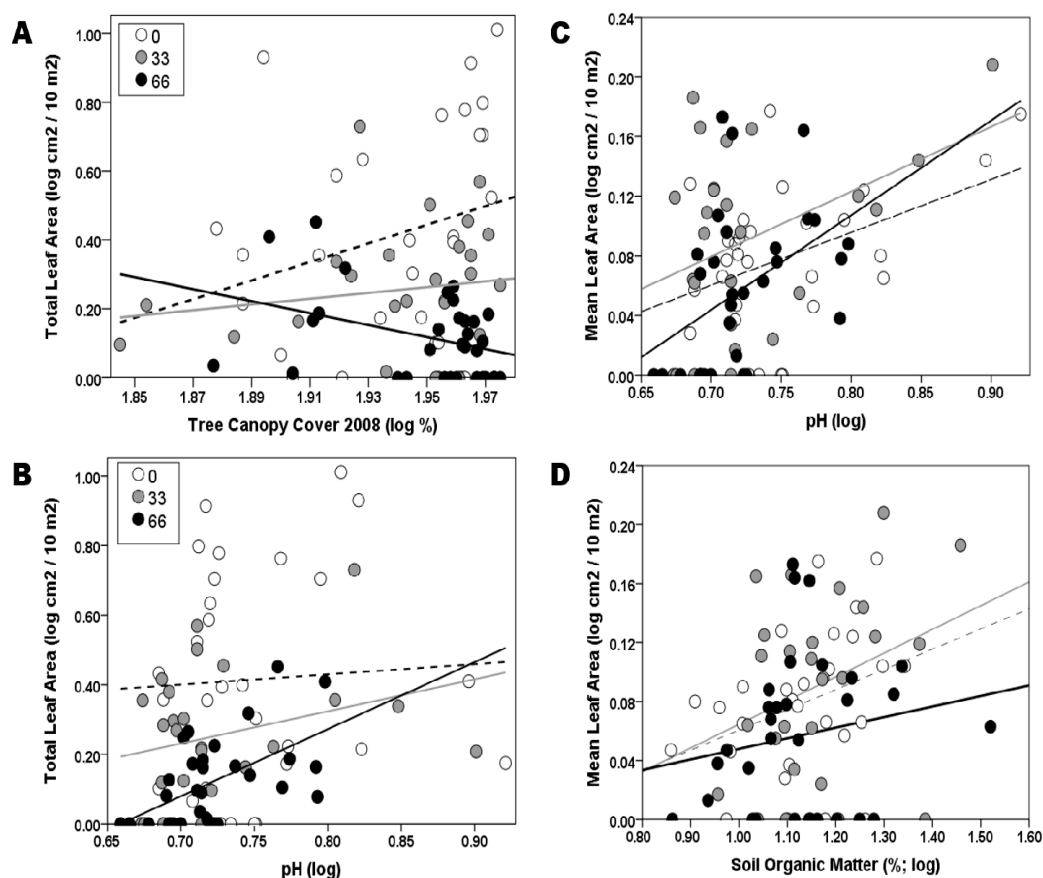 A
0
33
66
1.00
0.80
0.60
0.40
0.20
0.00
Total Leaf Area (log cm2 / 10 m2)
1.85 1.87 1.89 1.91 1.93 1.95 1.97
Tree Canopy Cover 2008 (log %)
C
0.24
0.20
0.16
0.12
0.08
0.04
0.00
Mean Leaf Area (log cm2 / 10 m2)
0.65 0.70 0.75 0.80 0.85 0.90
pH (log)
B
0
33
66
1.00
0.80
0.60
0.40
0.20
0.00
Total Leaf Area (log cm2 / 10 m2)
0.65 0.70 0.75 0.80 0.85 0.90
pH (log)
D
0.24
0.20
0.16
0.12
0.08
0.04
0.00
Mean Leaf Area (log cm2 / 10 m2)
0.80 0.90 1.00 1.10 1.20 1.30 1.40 1.50 1.60
Soil Organic Matter (%; log)